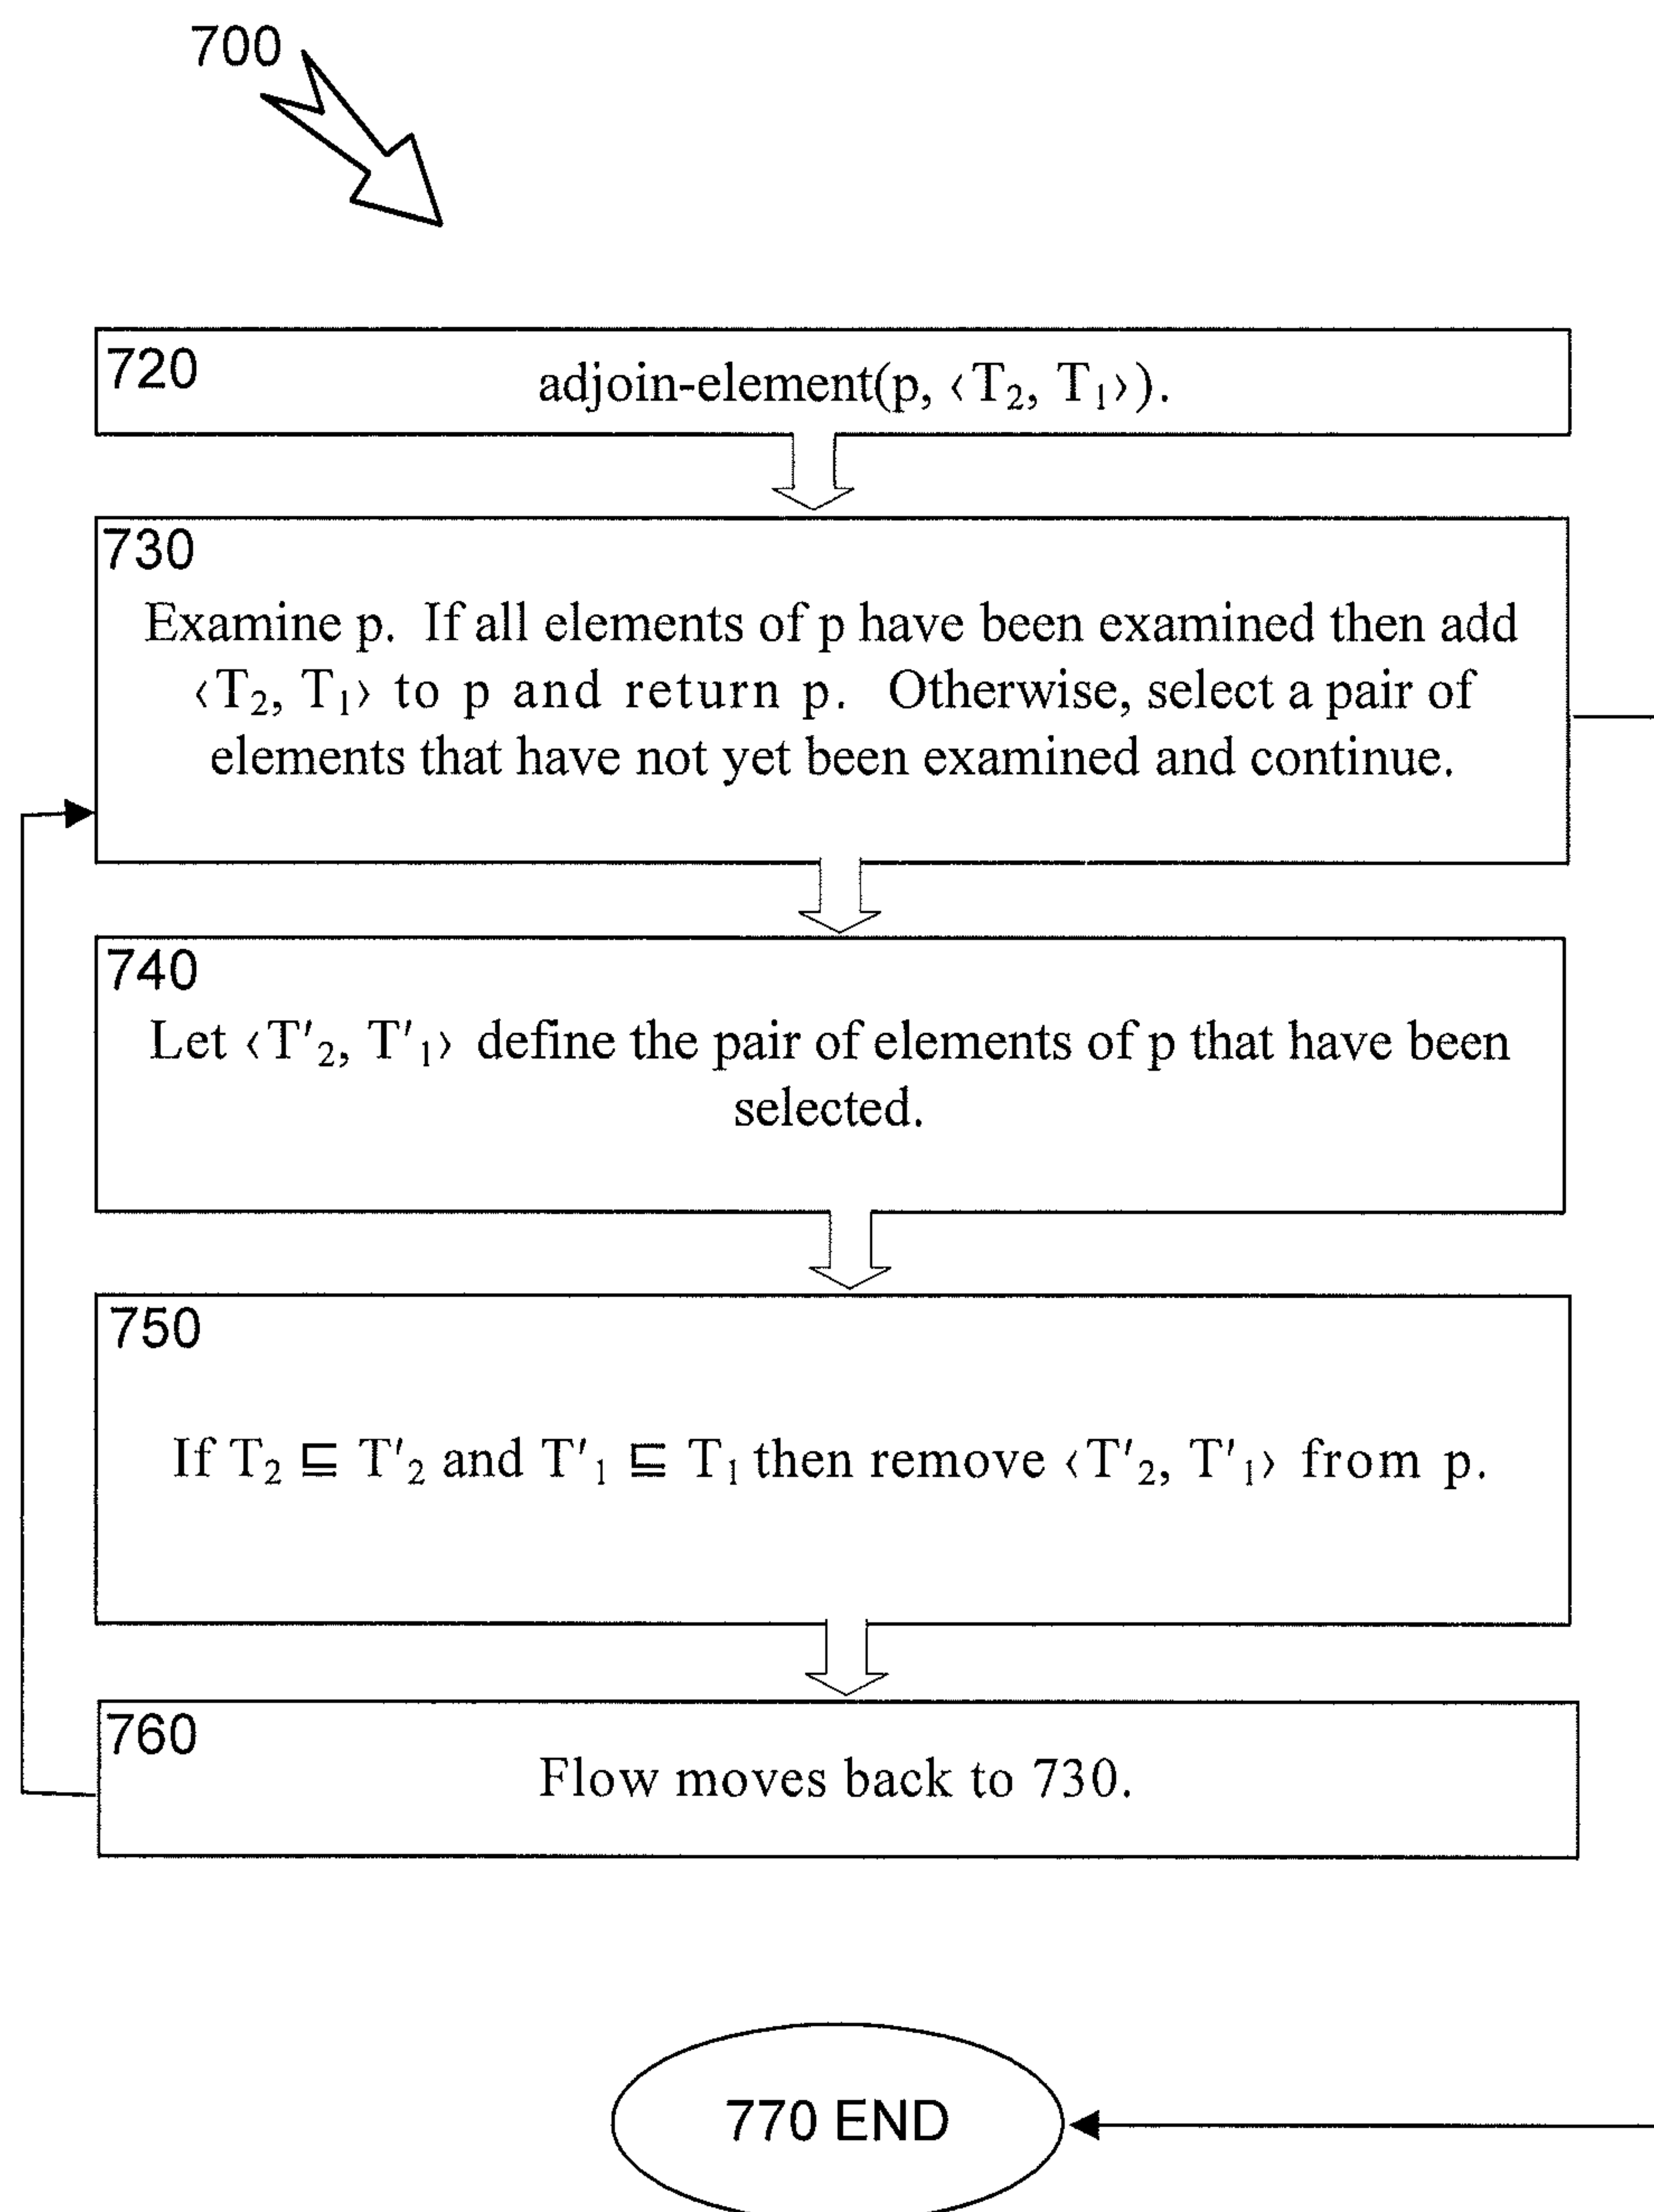 700
720
adjoin-element(p, ‹T₂, T₁›).
730
Examine p. If all elements of p have been examined then add
‹T₂, T₁› to p and return p. Otherwise, select a pair of
elements that have not yet been examined and continue.
740
Let ‹T'₂, T'₁› define the pair of elements of p that have been
selected.
750
If T₂ ⊑ T'₂ and T'₁ ⊑ T₁ then remove ‹T'₂, T'₁› from p.
760
Flow moves back to 730.
770 END